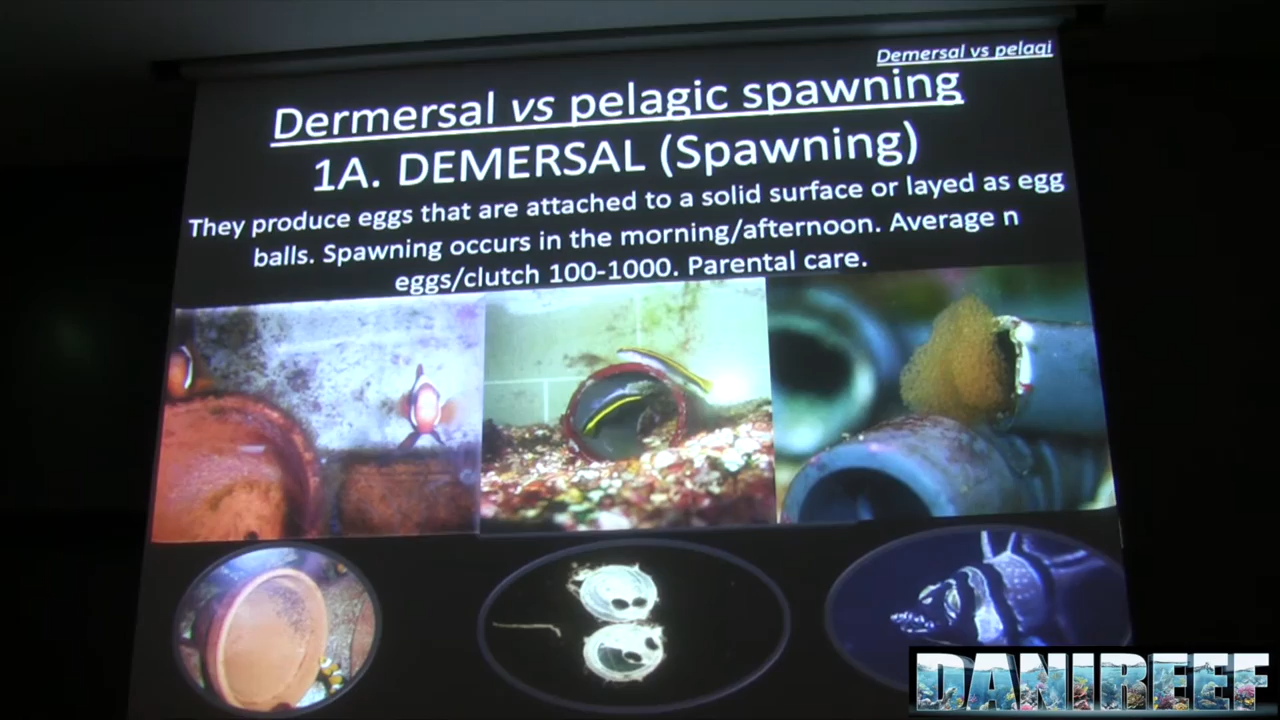 Demersal vs pelagi
Dermersal vs pelagic spawning
1A. DEMERSAL (Spawning)
They produce eggs that are attached to a solid surface or layed as egg
balls. Spawning occurs in the morning/afternoon. Average n
eggs/clutch 100-1000. Parental care.
DANIREEF